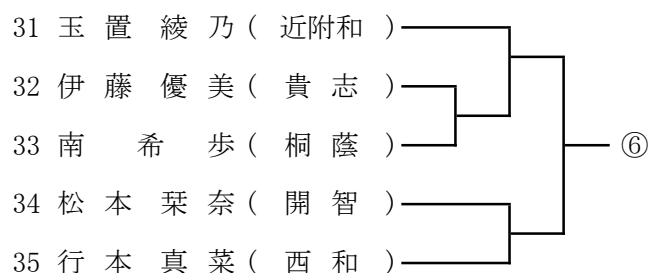 31 玉置綾乃(近附和)
32 伊藤優美(貴志)
33 南希歩(桐蔭)
⑥
34 松本栞奈(開智)
35 行本真菜(西和)